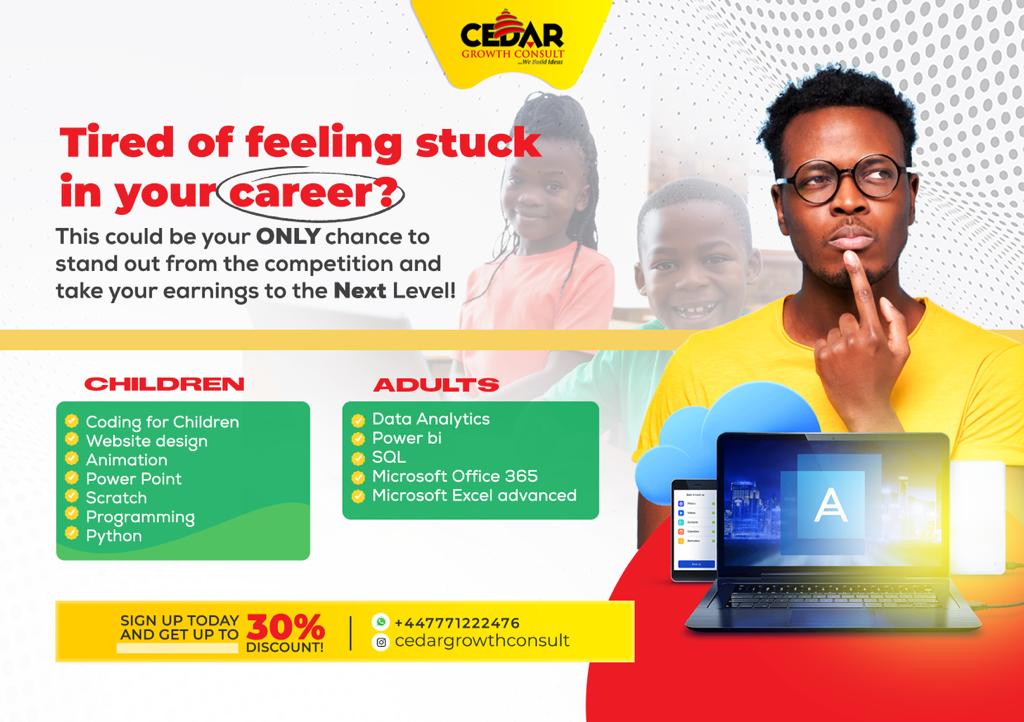 CEDAR
GROWTH CONSULT
...We Build Ideas
Tired of feeling stuck
in your career?
This could be your ONLY chance to
stand out from the competition and
take your earnings to the Next Level!
CHILDREN
Coding for Children
Website design
Animation
Power Point
Scratch
Programming
Python
ADULTS
Data Analytics
Power bi
SQL
Microsoft Office 365
Microsoft Excel advanced
A
SIGN UP TODAY
AND GET UP TO
30%
DISCOUNT!
+447771222476
cedargrowthconsult